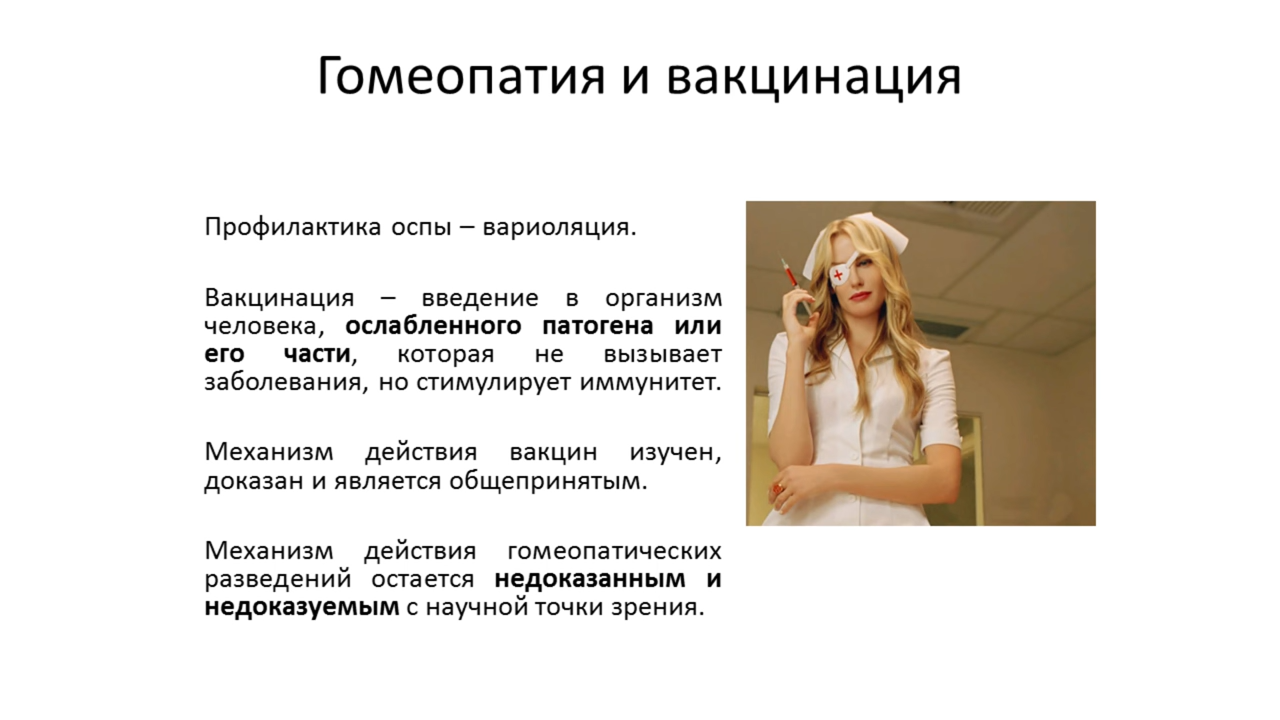 Гомеопатия и вакцинация
Профилактика оспы – вариоляция.
Вакцинация – введение в организм
человека, ослабленного патогена или
его части, которая не вызывает
заболевания, но стимулирует иммунитет.
Механизм действия вакцин изучен,
доказан и является общепринятым.
Механизм действия гомеопатических
разведений остается недоказанным и
недоказуемым с научной точки зрения.